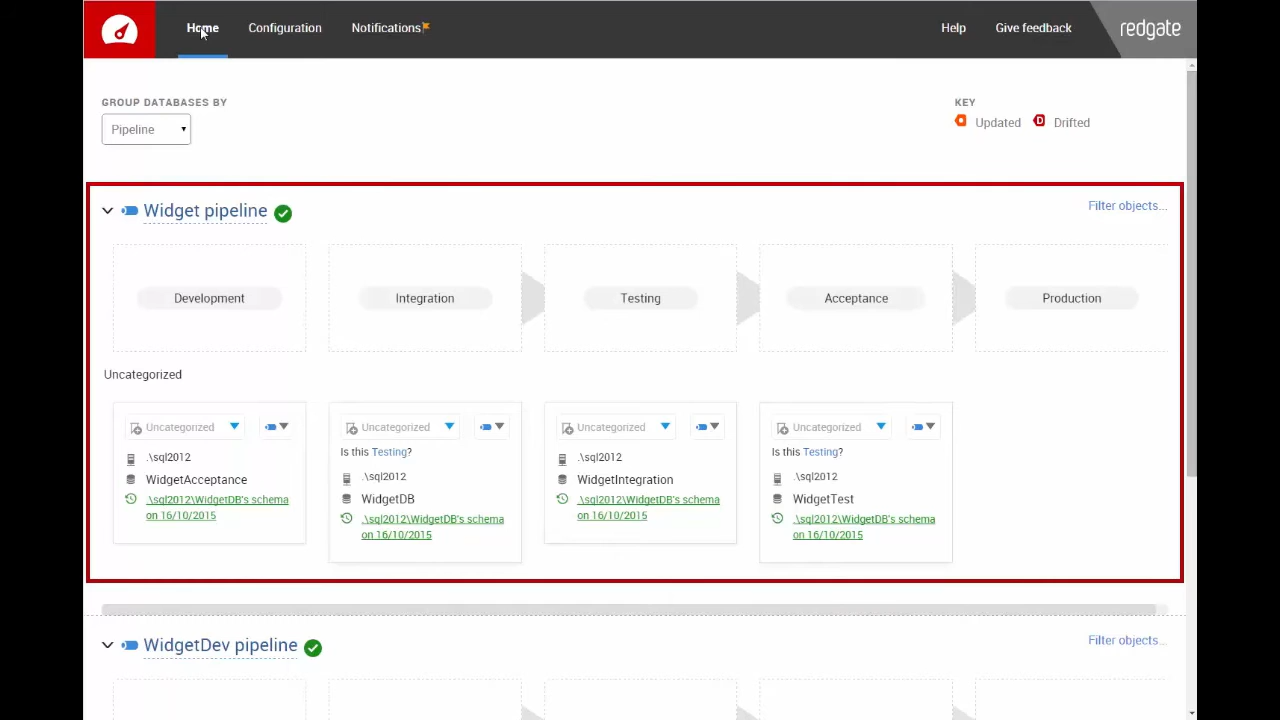 Home Configuration Notifications Help Give feedback redgate
GROUP DATABASES BY KEY
Pipeline Updated D Drifted
Widget pipeline Filter objects...
Development Integration Testing Acceptance Production
Uncategorized
Uncategorized Uncategorized Uncategorized Uncategorized
.\sql2012
WidgetAcceptance
.\sql2012\WidgetDB's schema
on 16/10/2015
Is this Testing?
.\sql2012
WidgetDB
.\sql2012\WidgetDB's schema
on 16/10/2015
.\sql2012
WidgetIntegration
.\sql2012\WidgetDB's schema
on 16/10/2015
Is this Testing?
.\sql2012
WidgetTest
.\sql2012\WidgetDB's schema
on 16/10/2015
WidgetDev pipeline Filter objects...